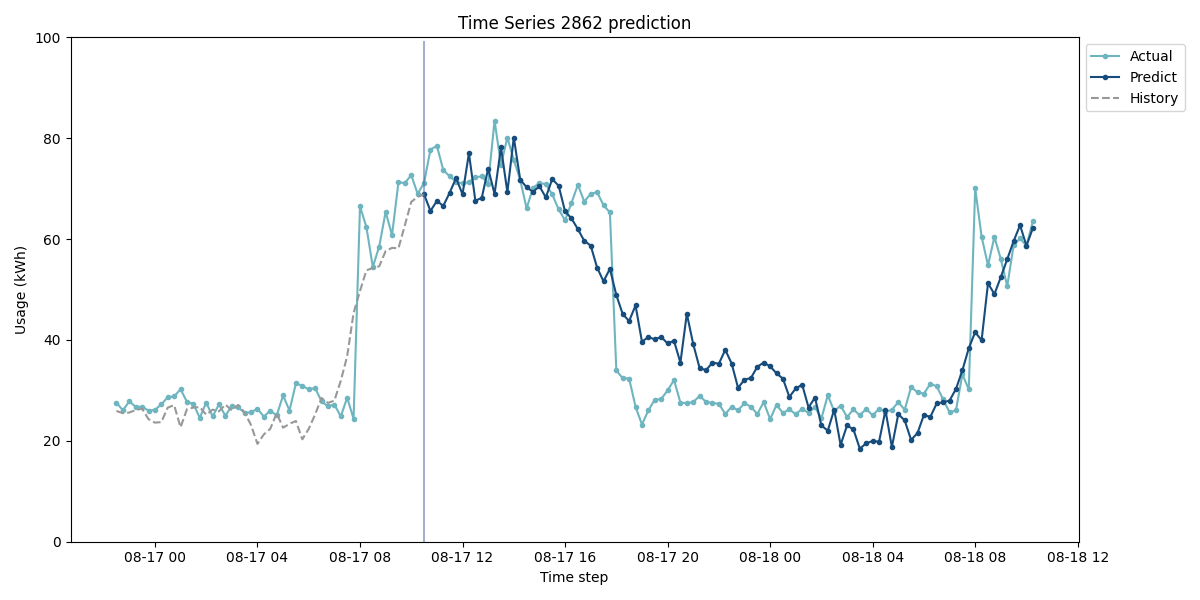 Time Series 2862 prediction
Usage (kWh)
100
80
60
40
20
0
08-17 00
08-17 04
08-17 08
08-17 12
08-17 16
08-17 20
08-18 00
08-18 04
08-18 08
08-18 12
Time step
Actual
Predict
History